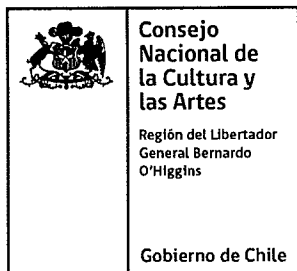 Consejo
Nacional de
la Cultura y
las Artes
Región del Libertador
General Bernardo
O'Higgins
Gobierno de Chile